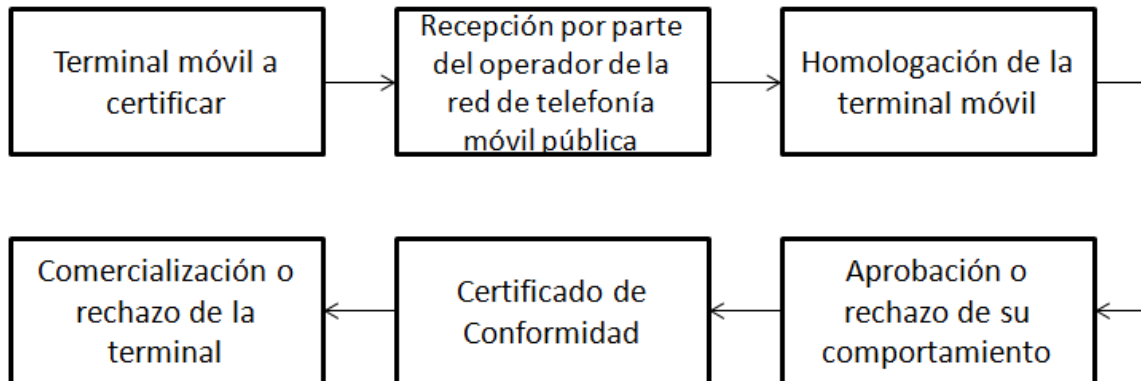 Terminal móvil a
certificar
Recepción por parte
del operador de la
red de telefonía
móvil pública
Homologación de la
terminal móvil
Aprobación o
rechazo de su
comportamiento
Certificado de
Conformidad
Comercialización o
rechazo de la
terminal